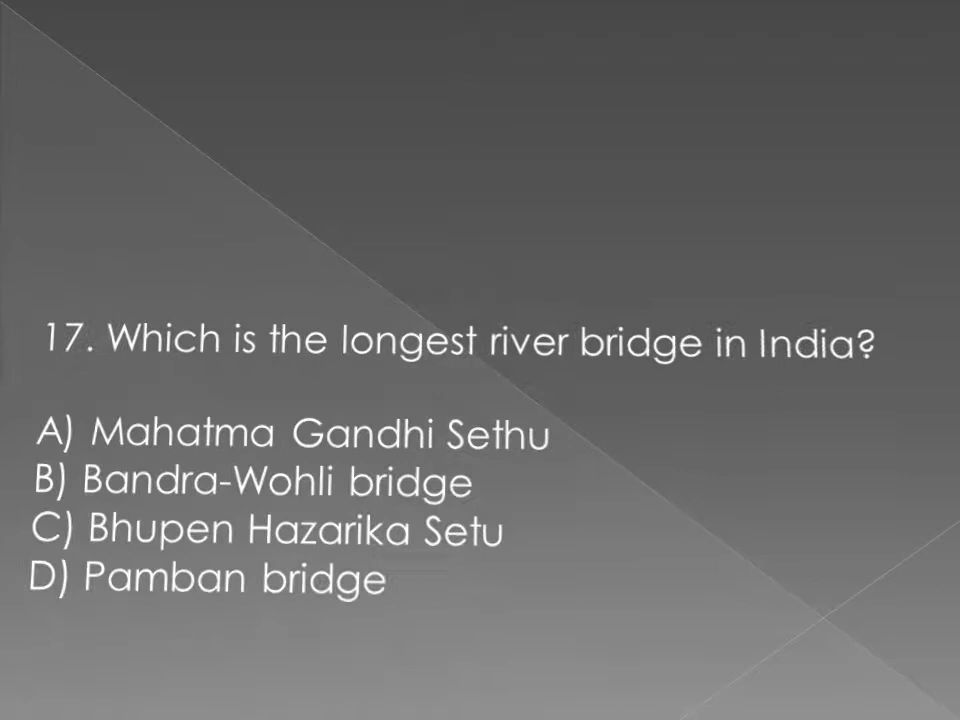 17. Which is the longest river bridge in India?
A) Mahatma Gandhi Sethu
B) Bandra-Wohli bridge
C) Bhupen Hazarika Setu
D) Pamban bridge